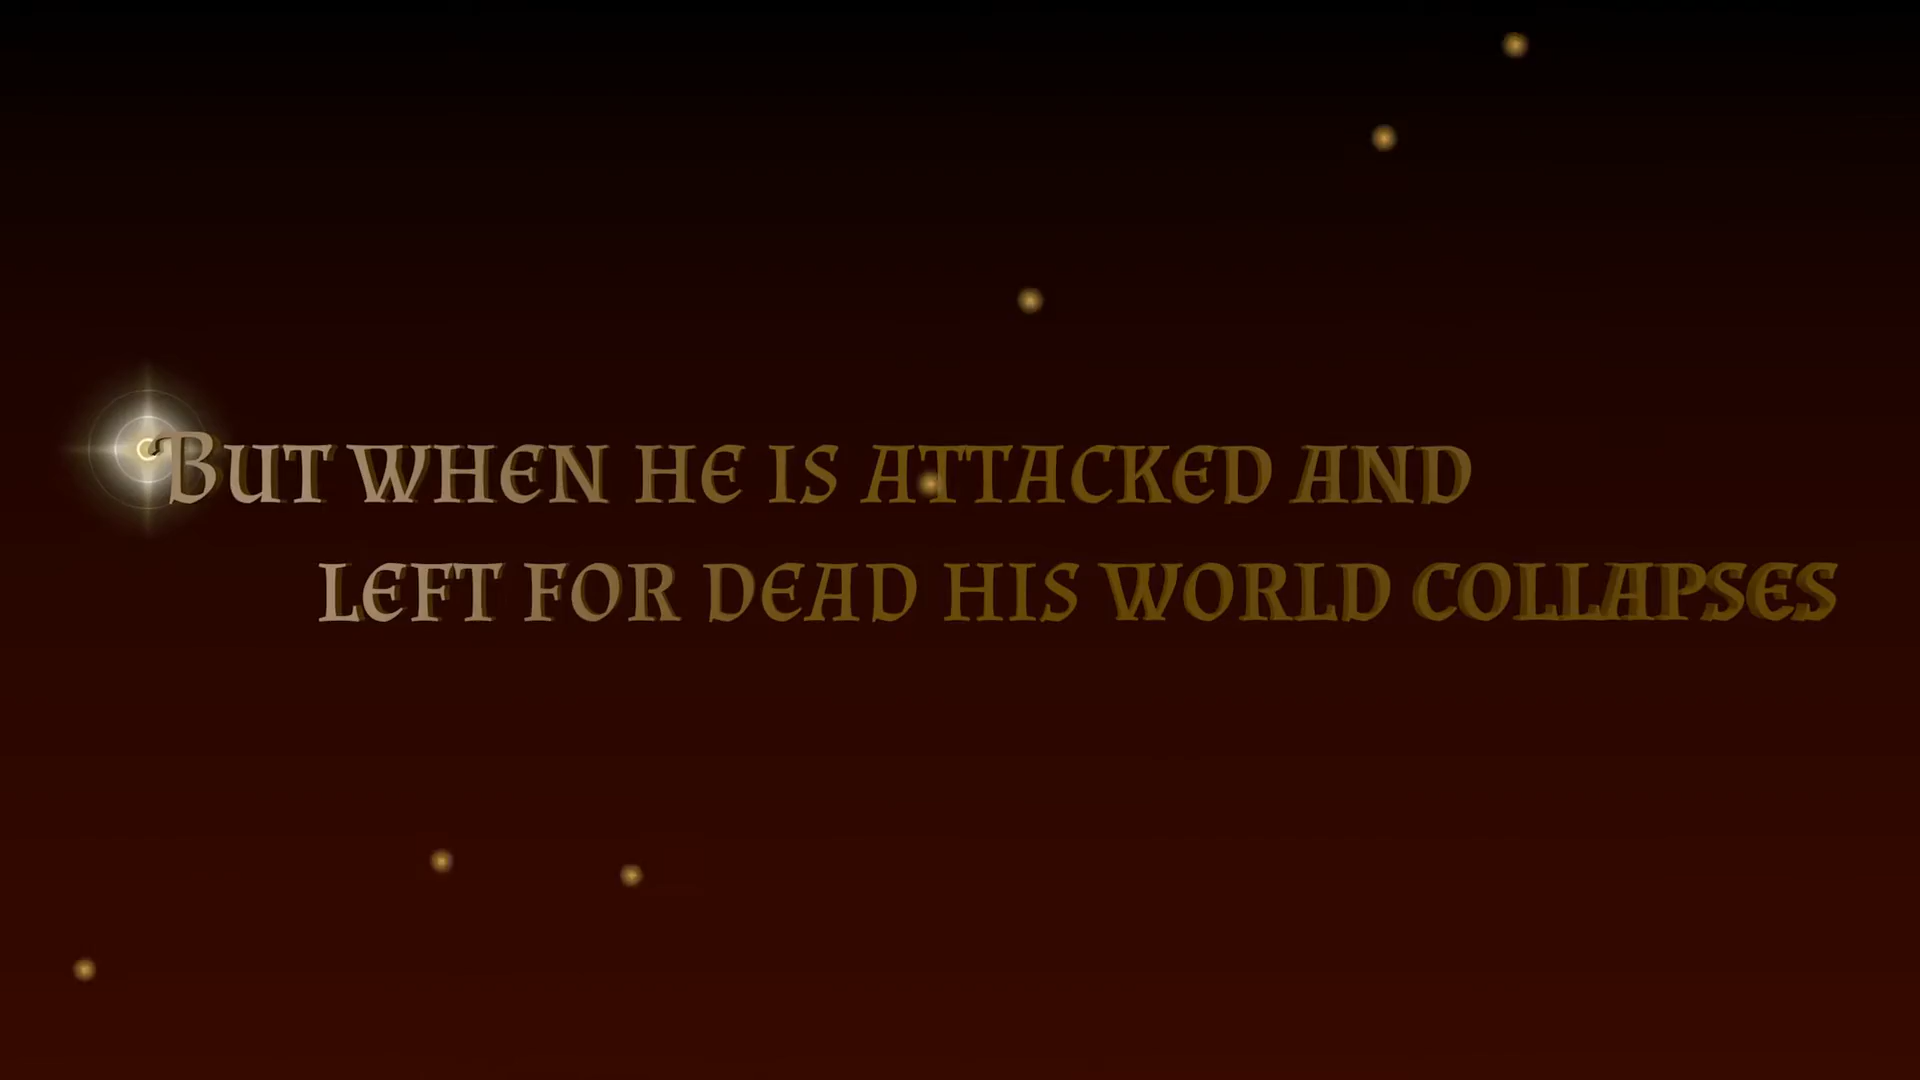 But when he is attacked and
left for dead his world collapses